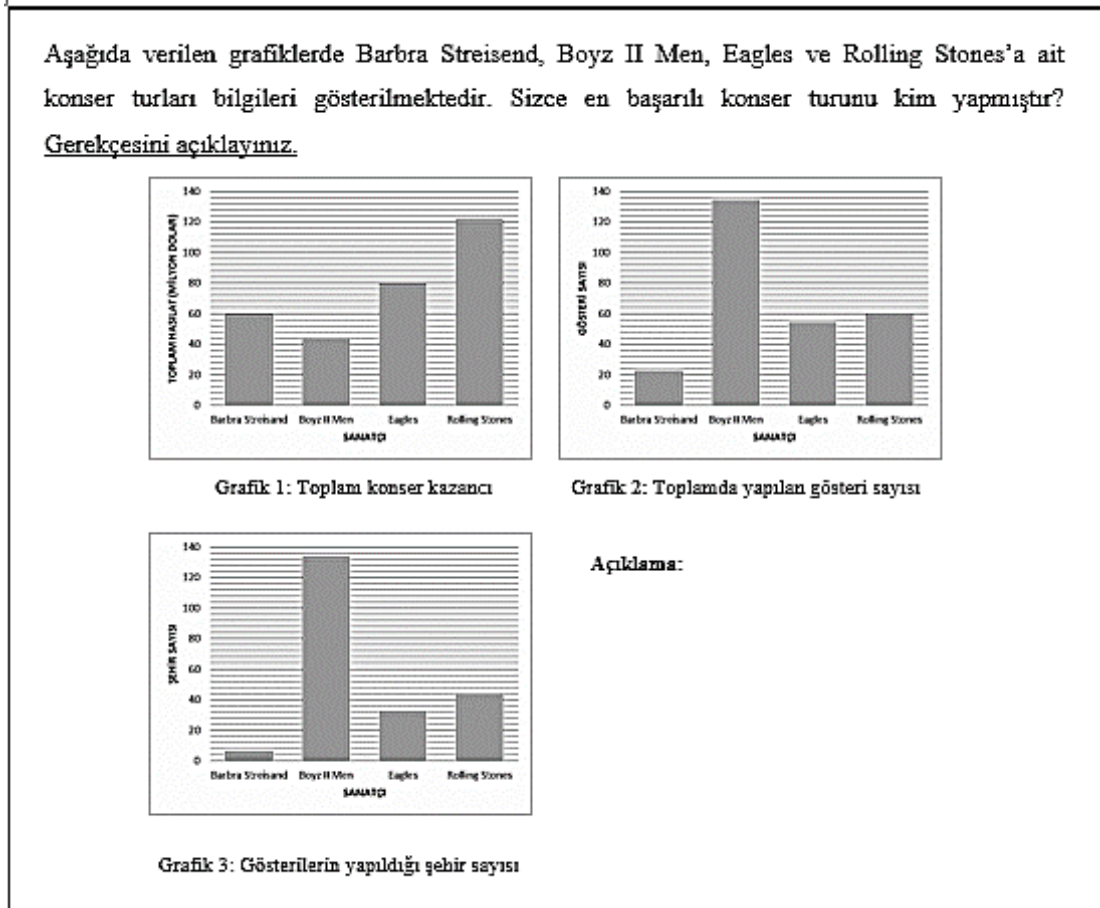 Aşağıda verilen grafiklerde Barbra Streisend, Boyz II Men, Eagles ve Rolling Stones’a ait
konser turları bilgileri gösterilmektedir. Sizce en başarılı konser turunu kim yapmıştır?
Gerekçesini açıklayınız.
TOPLAM HASILAT (MİLYON DOLAR)
140
120
100
80
60
40
20
0
Barbra Streisand Boyz II Men Eagles Rolling Stones
SANATÇI
GÖSTERİ SAYISI
140
120
100
80
60
40
20
0
Barbra Streisand Boyz II Men Eagles Rolling Stones
SANATÇI
Grafik 1: Toplam konser kazancı
Grafik 2: Toplamda yapılan gösteri sayısı
ŞEHİR SAYISI
140
120
100
80
60
40
20
0
Barbra Streisand Boyz II Men Eagles Rolling Stones
SANATÇI
Açıklama:
Grafik 3: Gösterilerin yapıldığı şehir sayısı